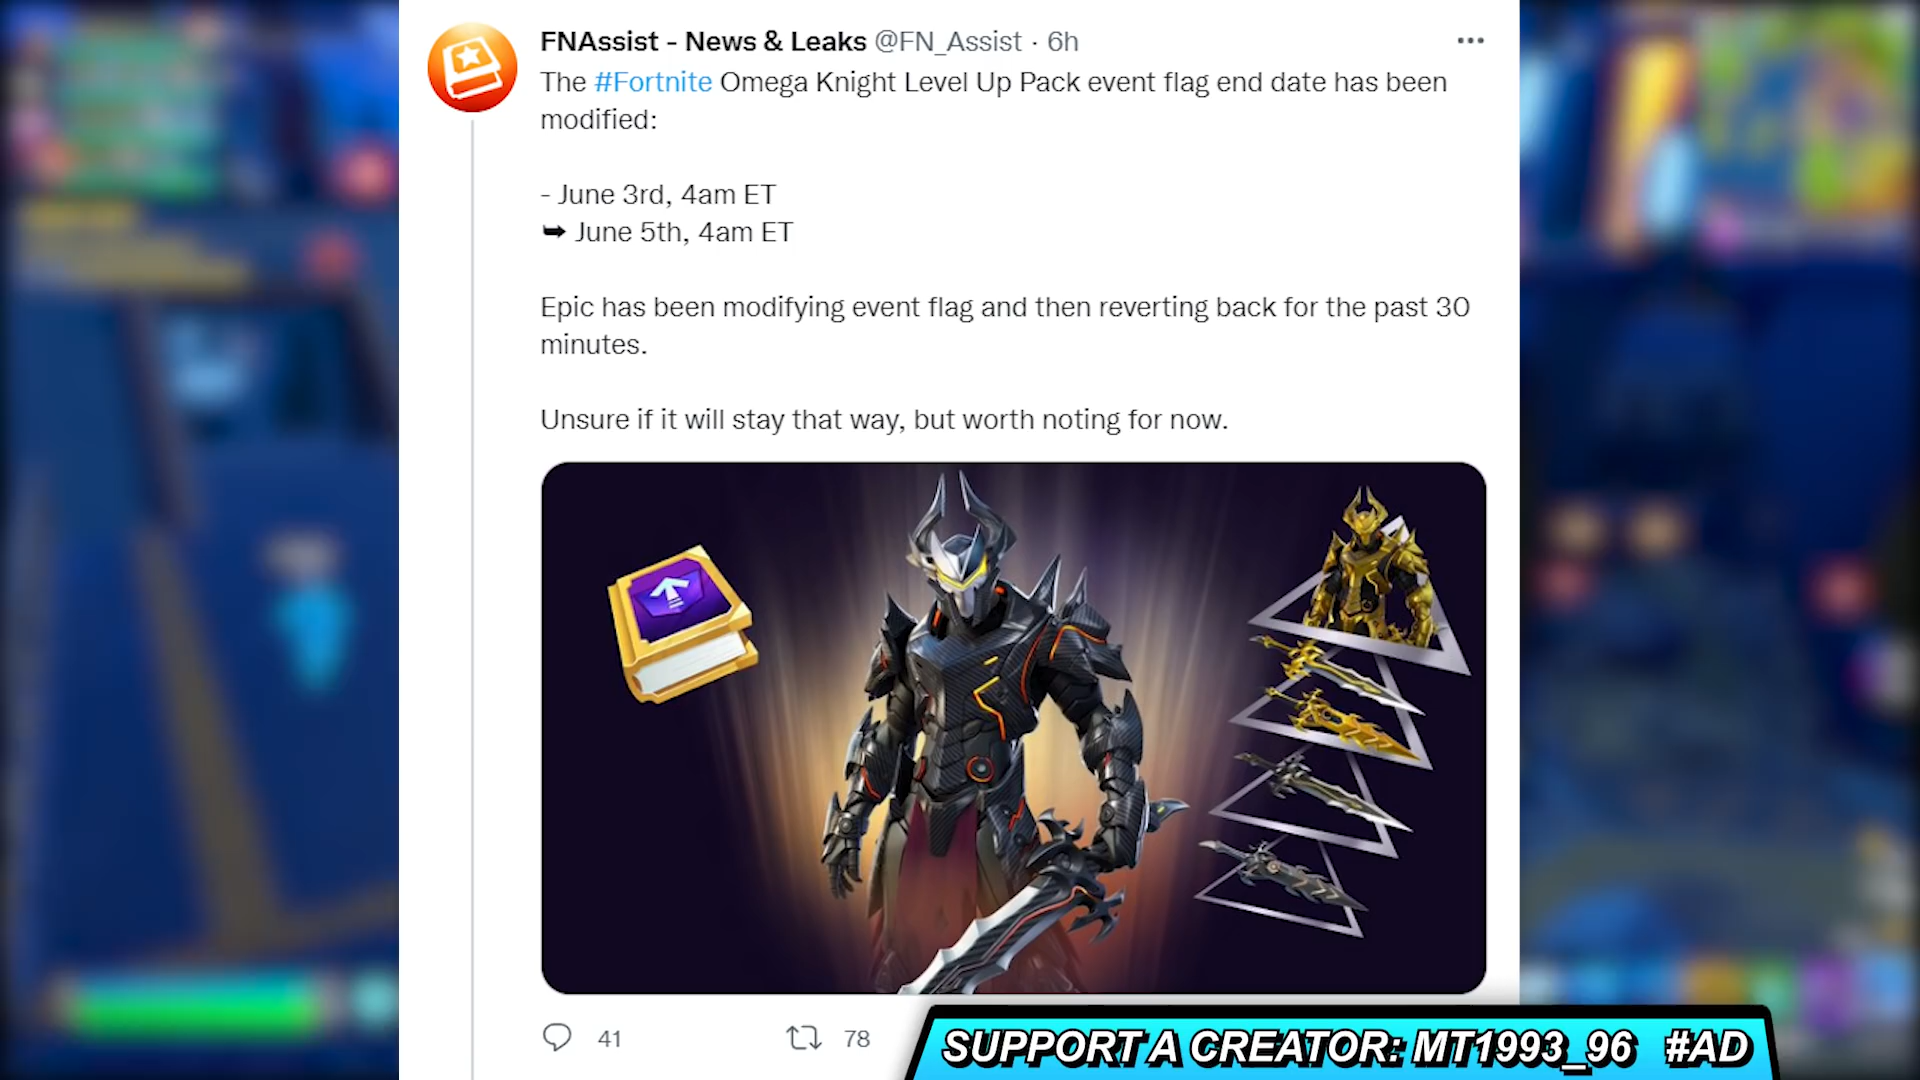 FNAssist - News & Leaks @FN_Assist · 6h
The #Fortnite Omega Knight Level Up Pack event flag end date has been
modified:
- June 3rd, 4am ET
➥ June 5th, 4am ET
Epic has been modifying event flag and then reverting back for the past 30
minutes.
Unsure if it will stay that way, but worth noting for now.
41
78
SUPPORT A CREATOR: MT1993_96 #AD